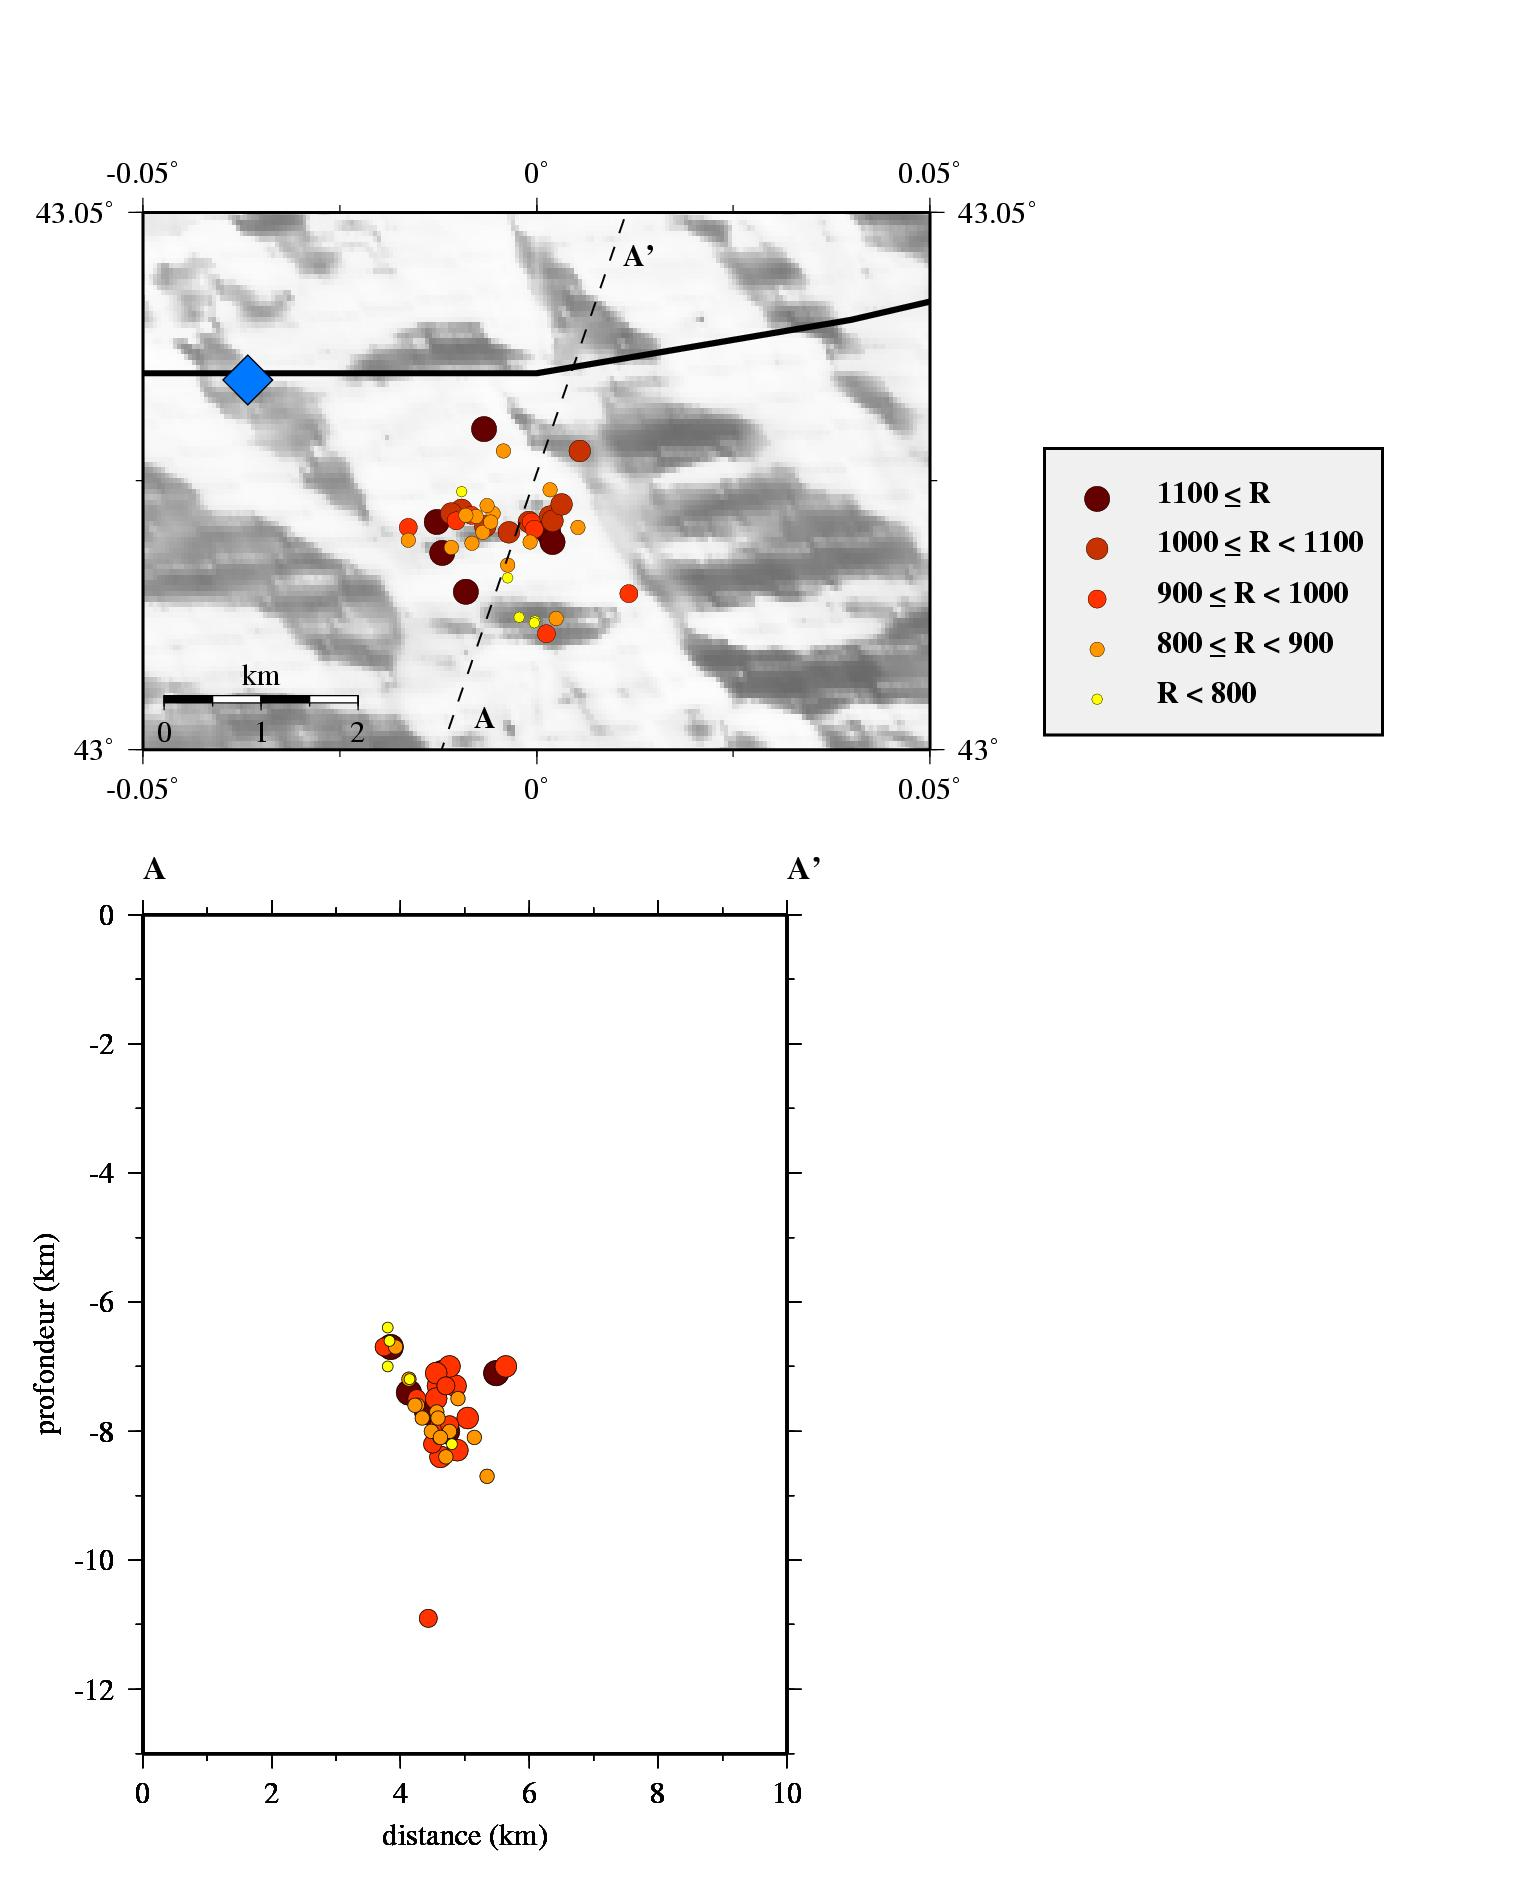 -0.05° 0° 0.05°
43.05° 43.05°
A’
1100 ≤ R
1000 ≤ R < 1100
900 ≤ R < 1000
800 ≤ R < 900
R < 800
km
A
0 1 2
43° 43°
-0.05° 0° 0.05°
A A’
0
-2
-4
-6
-8
-10
-12
profondeur (km)
0 2 4 6 8 10
distance (km)